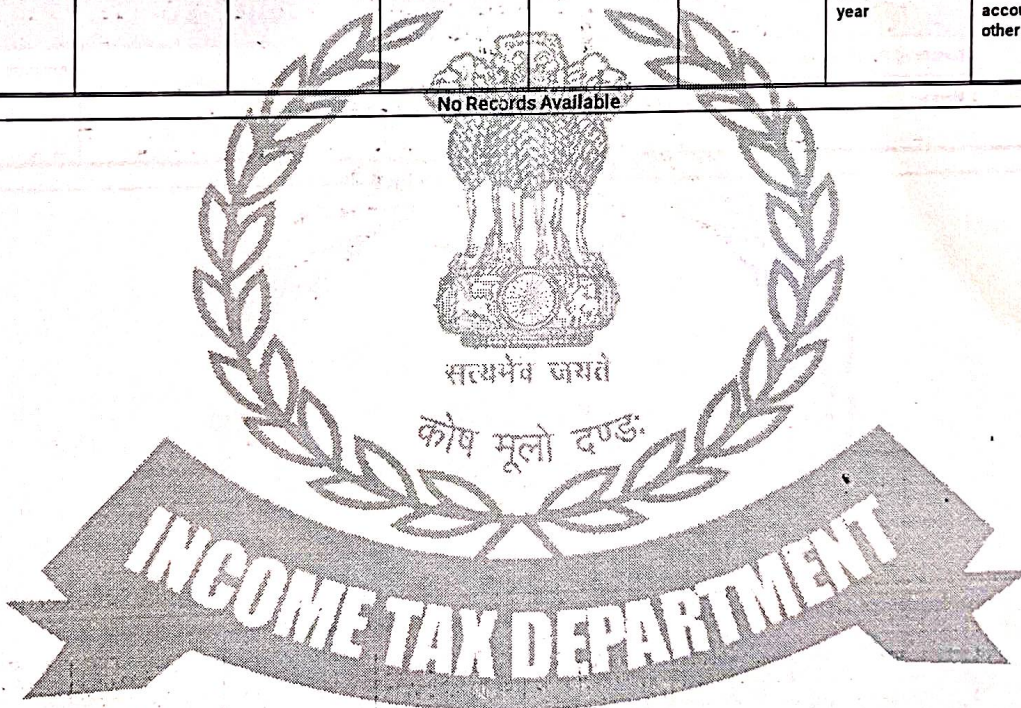 year
accou
other
No Records Available
सत्यमेव जयते
कोष मूलो दण्डः
INCOME TAX DEPARTMENT